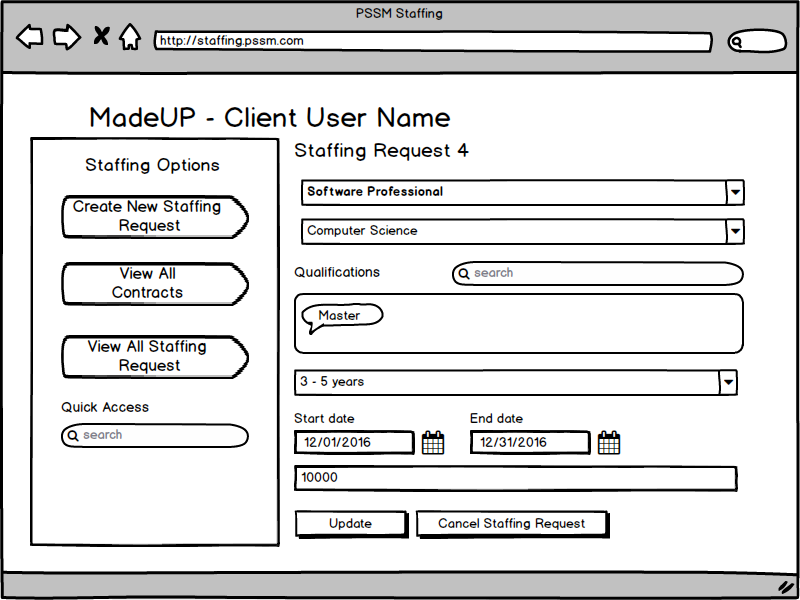 PSSM Staffing
http://staffing.pssm.com
MadeUP - Client User Name
Staffing Options
Create New Staffing
Request
View All
Contracts
View All Staffing
Request
Quick Access
search
Staffing Request 4
Software Professional
Computer Science
Qualifications
search
Master
3 - 5 years
Start date
End date
12/01/2016
12/31/2016
10000
Update
Cancel Staffing Request